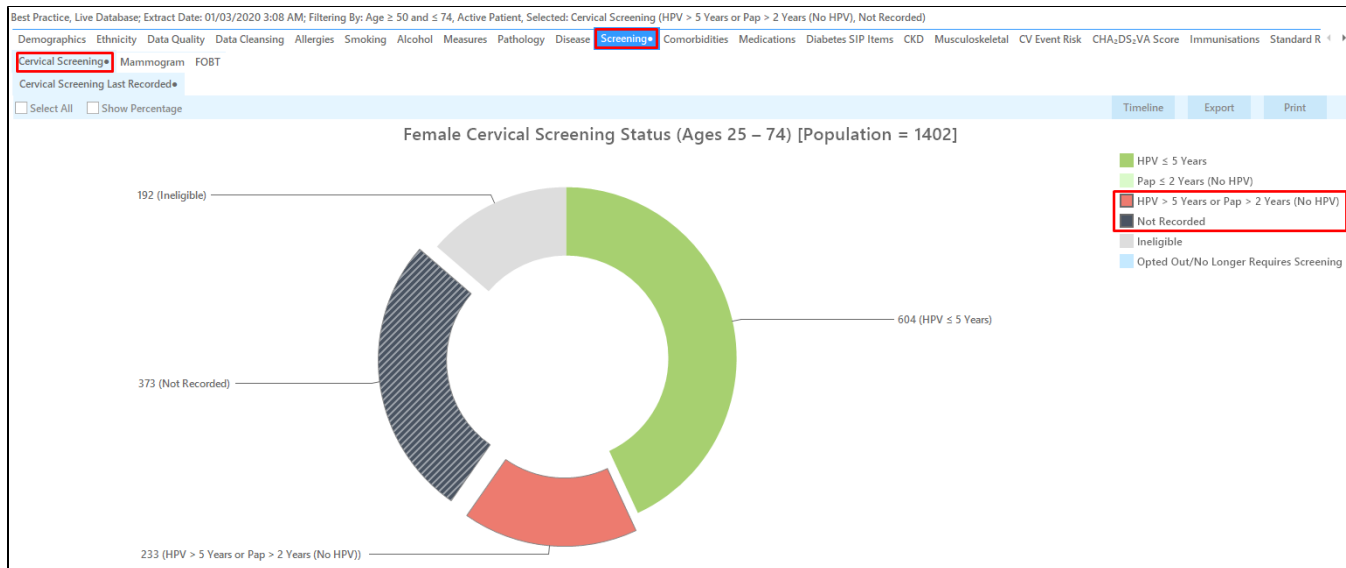 Best Practice, Live Database; Extract Date: 01/03/2020 3:08 AM; Filtering By: Age ≥ 50 and ≤ 74, Active Patient, Selected: Cervical Screening (HPV > 5 Years or Pap > 2 Years (No HPV), Not Recorded)
Demographics Ethnicity Data Quality Data Cleansing Allergies Smoking Alcohol Measures Pathology Disease Screening• Comorbidities Medications Diabetes SIP Items CKD Musculoskeletal CV Event Risk CHA₂DS₂VA Score Immunisations Standard R
Cervical Screening• Mammogram FOBT
Cervical Screening Last Recorded•
Select All Show Percentage Timeline Export Print
Female Cervical Screening Status (Ages 25 – 74) [Population = 1402]
HPV ≤ 5 Years
Pap ≤ 2 Years (No HPV)
HPV > 5 Years or Pap > 2 Years (No HPV)
Not Recorded
Ineligible
Opted Out/No Longer Requires Screening
192 (Ineligible)
604 (HPV ≤ 5 Years)
373 (Not Recorded)
233 (HPV > 5 Years or Pap > 2 Years (No HPV))